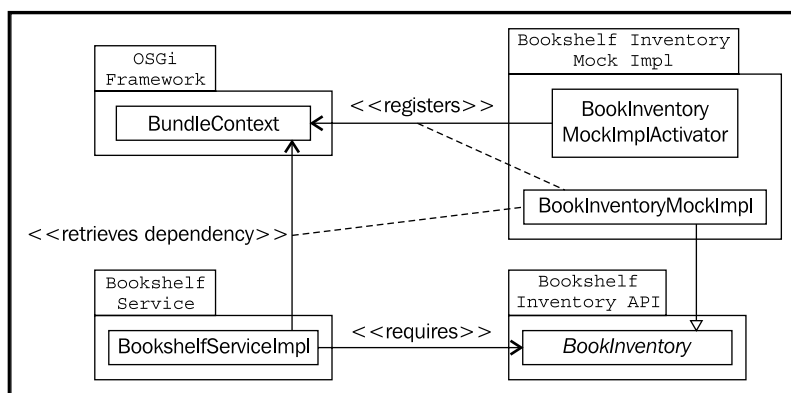 OSGi
Framework
BundleContext
<<registers>>
Bookshelf Inventory
Mock Impl
BookInventory
MockImplActivator
BookInventoryMockImpl
<<retrieves dependency>>
Bookshelf
Service
BookshelfServiceImpl
<<requires>>
Bookshelf
Inventory API
BookInventory